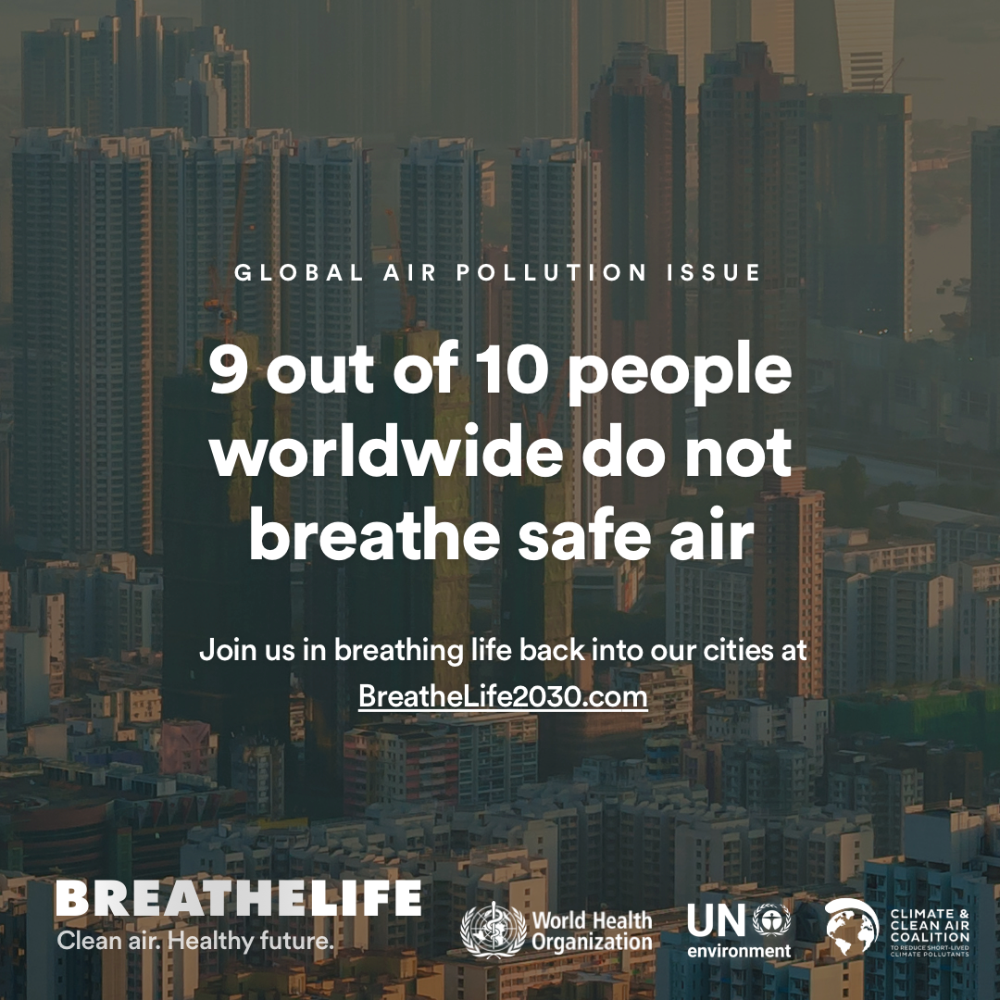 GLOBAL AIR POLLUTION ISSUE
9 out of 10 people
worldwide do not
breathe safe air
Join us in breathing life back into our cities at
BreatheLife2030.com
BREATHELIFE
Clean air. Healthy future.
World Health
Organization
UN
environment
CLIMATE &
CLEAN AIR
COALITION
TO REDUCE SHORT-LIVED
CLIMATE POLLUTANTS